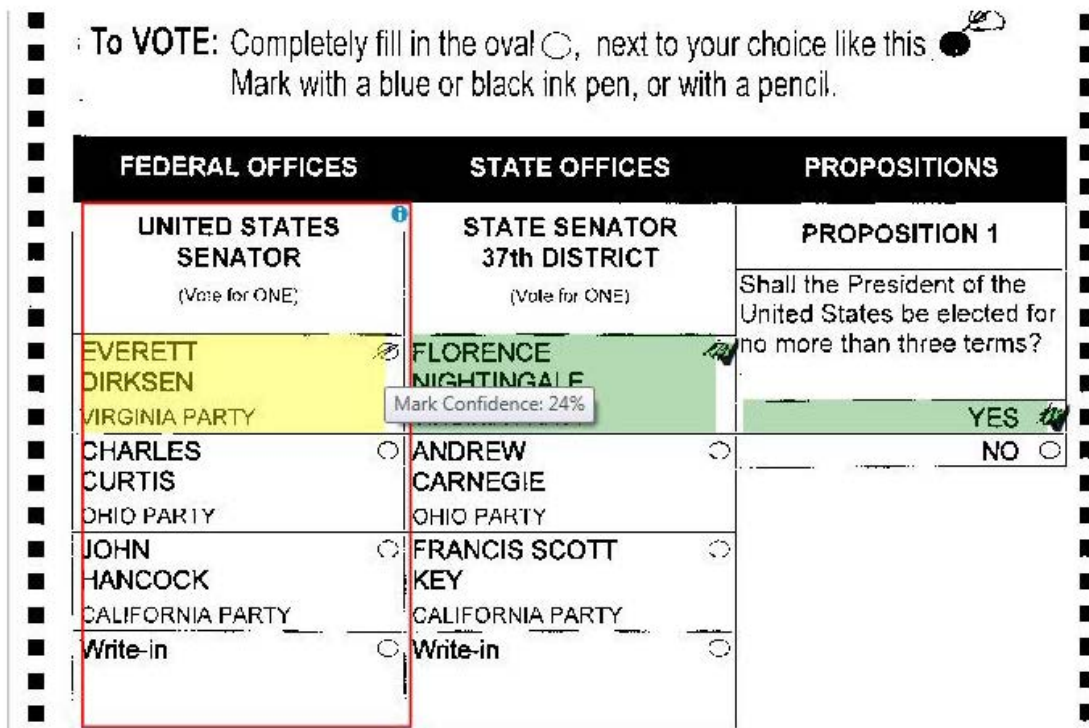 To VOTE: Completely fill in the oval, next to your choice like this
Mark with a blue or black ink pen, or with a pencil.
FEDERAL OFFICES
UNITED STATES
SENATOR
(Vote for ONE)
EVERETT
DIRKSEN
VIRGINIA PARTY
CHARLES
CURTIS
OHIO PARTY
JOHN
HANCOCK
CALIFORNIA PARTY
Write-in
STATE OFFICES
STATE SENATOR
37th DISTRICT
(Vote for ONE)
FLORENCE
NIGHTINGALE
Mark Confidence: 24%
ANDREW
CARNEGIE
OHIO PARTY
FRANCIS SCOTT
KEY
CALIFORNIA PARTY
Write-in
PROPOSITIONS
PROPOSITION 1
Shall the President of the
United States be elected for
no more than three terms?
YES
NO